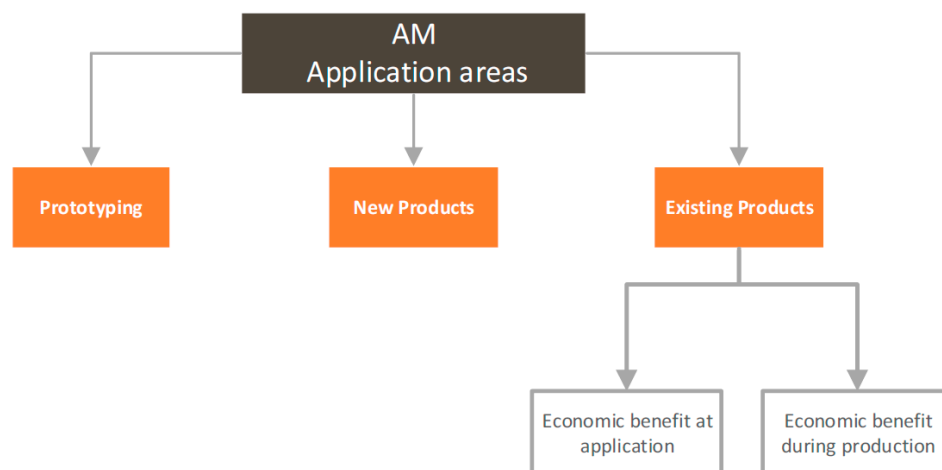 AM
Application areas
Prototyping
New Products
Existing Products
Economic benefit at
application
Economic benefit
during production